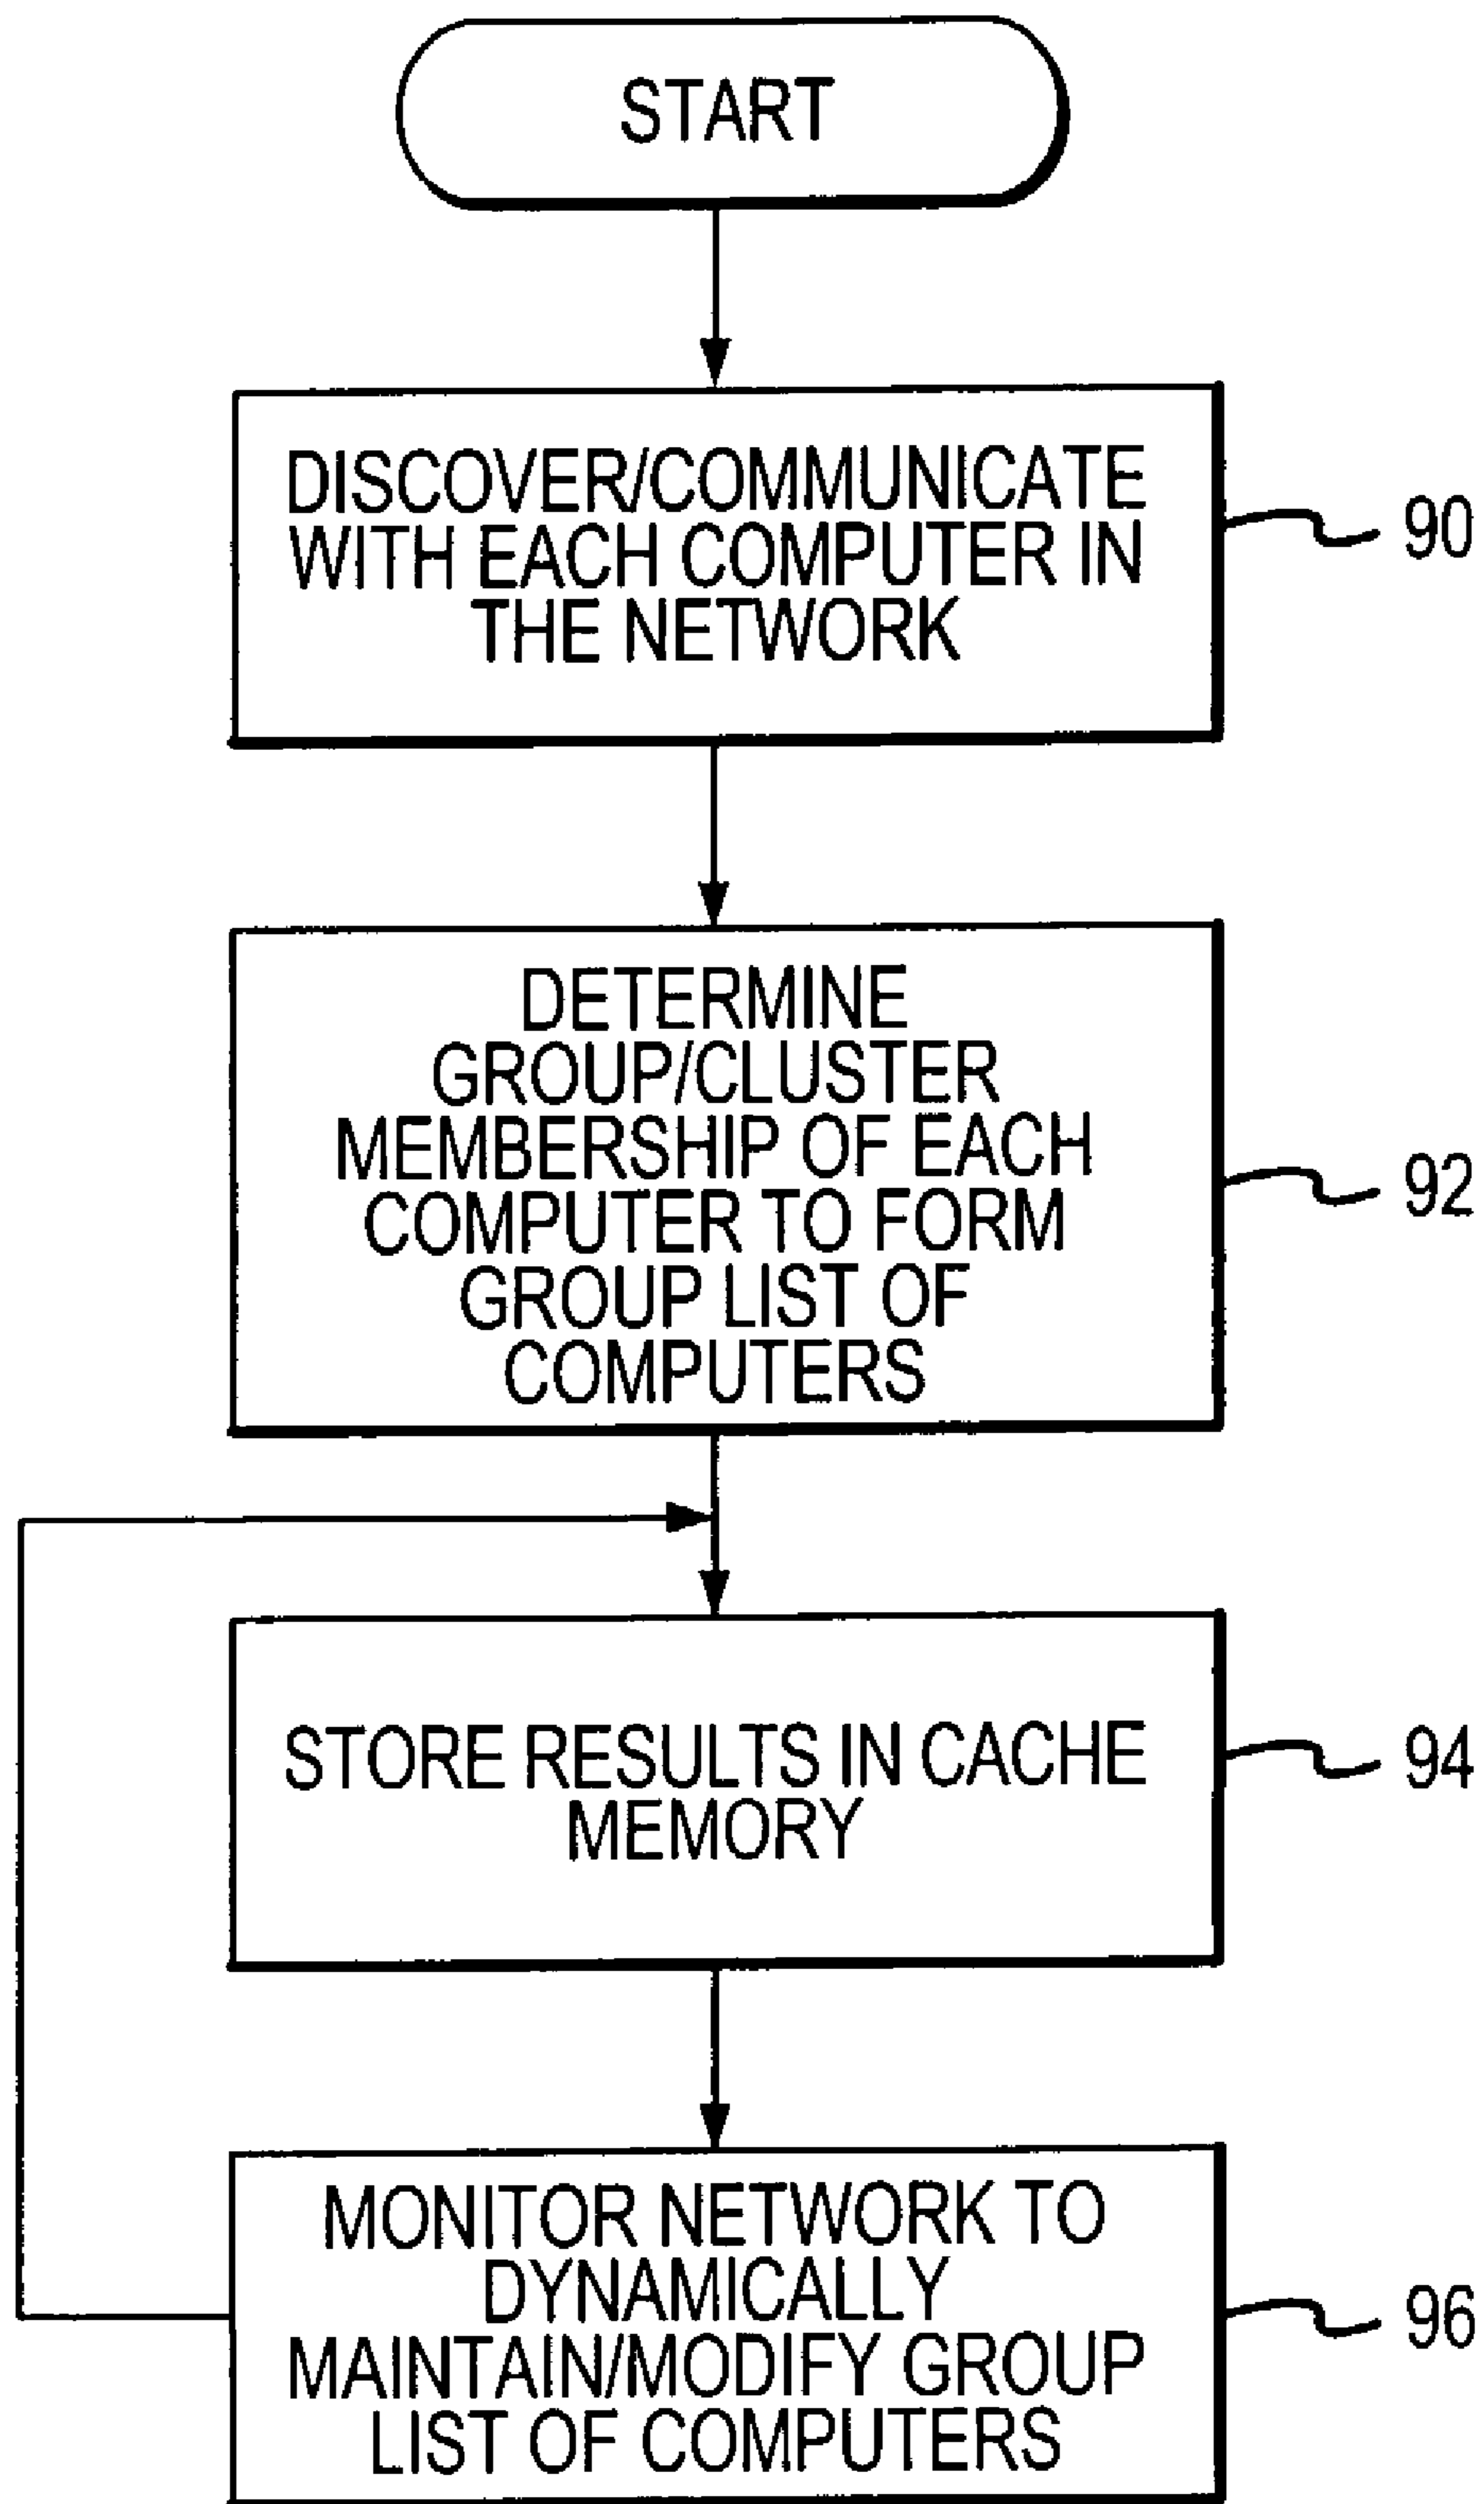 START
DISCOVER/COMMUNICATE
WITH EACH COMPUTER IN
THE NETWORK
90
DETERMINE
GROUP/CLUSTER
MEMBERSHIP OF EACH
COMPUTER TO FORM
GROUP LIST OF
COMPUTERS
92
STORE RESULTS IN CACHE
MEMORY
94
MONITOR NETWORK TO
DYNAMICALLY
MAINTAIN/MODIFY GROUP
LIST OF COMPUTERS
96